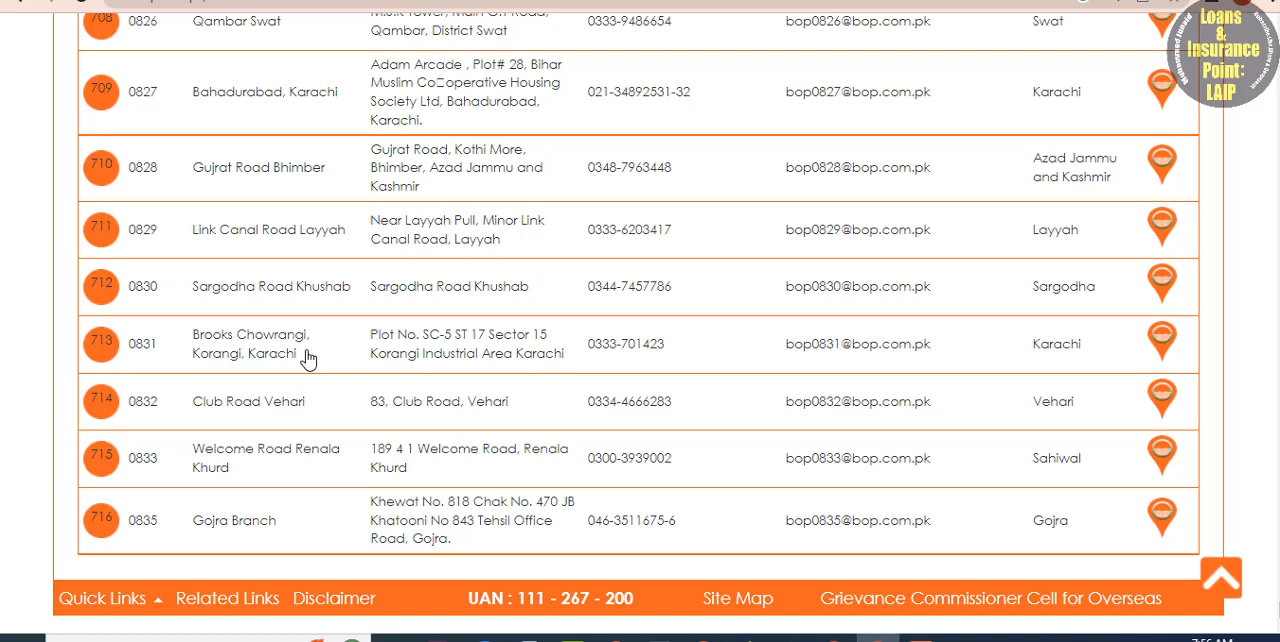 708 0826 Qambar Swat Qambar, District Swat 0333-9486654 bop0826@bop.com.pk Swat
709 0827 Bahadurabad, Karachi Adam Arcade , Plot# 28, Bihar
Muslim Co□operative Housing
Society Ltd, Bahadurabad,
Karachi. 021-34892531-32 bop0827@bop.com.pk Karachi
710 0828 Gujrat Road Bhimber Gujrat Road, Kothi More,
Bhimber, Azad Jammu and
Kashmir 0348-7963448 bop0828@bop.com.pk Azad Jammu
and Kashmir
711 0829 Link Canal Road Layyah Near Layyah Pull, Minor Link
Canal Road, Layyah 0333-6203417 bop0829@bop.com.pk Layyah
712 0830 Sargodha Road Khushab Sargodha Road Khushab 0344-7457786 bop0830@bop.com.pk Sargodha
713 0831 Brooks Chowrangi,
Korangi, Karachi Plot No. SC-5 ST 17 Sector 15
Korangi Industrial Area Karachi 0333-701423 bop0831@bop.com.pk Karachi
714 0832 Club Road Vehari 83, Club Road, Vehari 0334-4666283 bop0832@bop.com.pk Vehari
715 0833 Welcome Road Renala
Khurd 189 4 1 Welcome Road, Renala
Khurd 0300-3939002 bop0833@bop.com.pk Sahiwal
716 0835 Gojra Branch Khewat No. 818 Chak No. 470 JB
Khatooni No 843 Tehsil Office
Road, Gojra. 046-3511675-6 bop0835@bop.com.pk Gojra
Quick Links Related Links Disclaimer UAN : 111 - 267 - 200 Site Map Grievance Commissioner Cell for Overseas
Loans
&
Insurance
Point:
LAIP